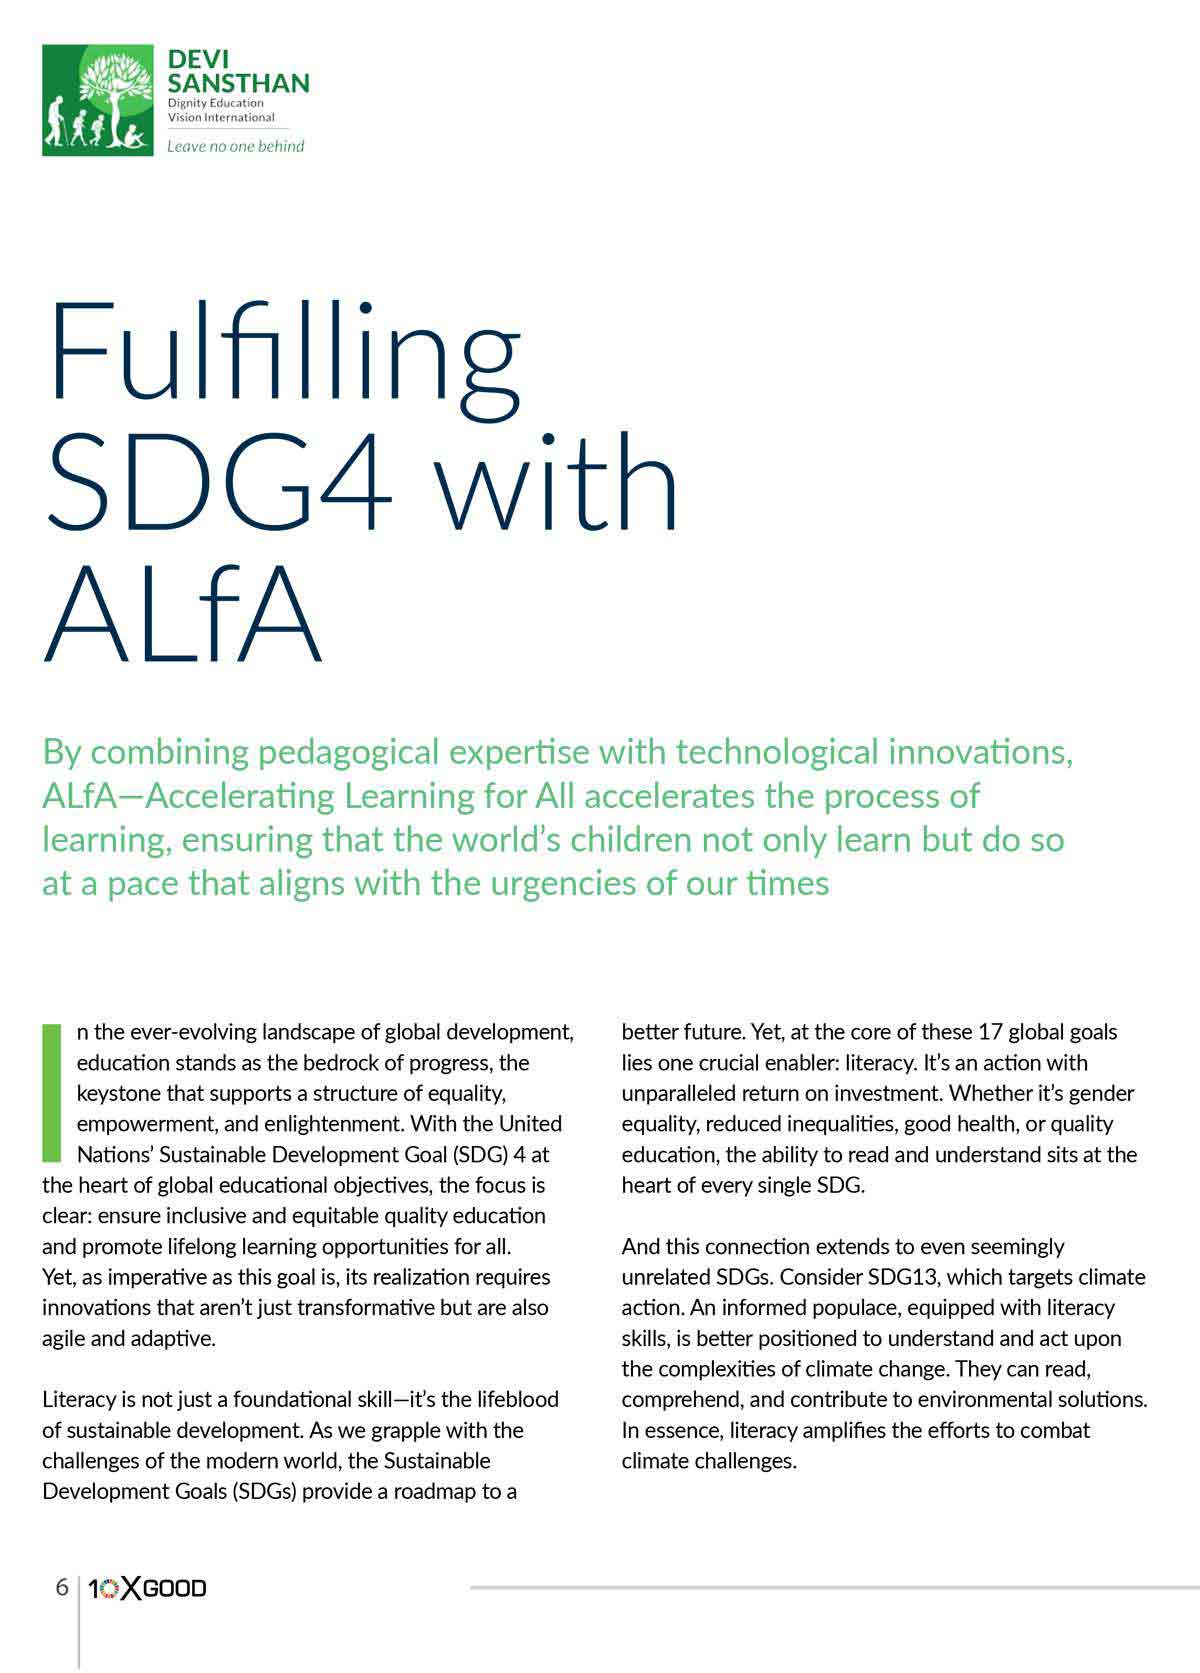 DEVI
SANSTHAN
Dignity Education
Vision International
Leave no one behind
Fulfilling
SDG4 with
ALfA
By combining pedagogical expertise with technological innovations,
ALfA—Accelerating Learning for All accelerates the process of
learning, ensuring that the world’s children not only learn but do so
at a pace that aligns with the urgencies of our times
In the ever-evolving landscape of global development,
education stands as the bedrock of progress, the
keystone that supports a structure of equality,
empowerment, and enlightenment. With the United
Nations’ Sustainable Development Goal (SDG) 4 at
the heart of global educational objectives, the focus is
clear: ensure inclusive and equitable quality education
and promote lifelong learning opportunities for all.
Yet, as imperative as this goal is, its realization requires
innovations that aren’t just transformative but are also
agile and adaptive.
Literacy is not just a foundational skill—it’s the lifeblood
of sustainable development. As we grapple with the
challenges of the modern world, the Sustainable
Development Goals (SDGs) provide a roadmap to a
better future. Yet, at the core of these 17 global goals
lies one crucial enabler: literacy. It’s an action with
unparalleled return on investment. Whether it’s gender
equality, reduced inequalities, good health, or quality
education, the ability to read and understand sits at the
heart of every single SDG.
And this connection extends to even seemingly
unrelated SDGs. Consider SDG13, which targets climate
action. An informed populace, equipped with literacy
skills, is better positioned to understand and act upon
the complexities of climate change. They can read,
comprehend, and contribute to environmental solutions.
In essence, literacy amplifies the efforts to combat
climate challenges.
6 10XGOOD